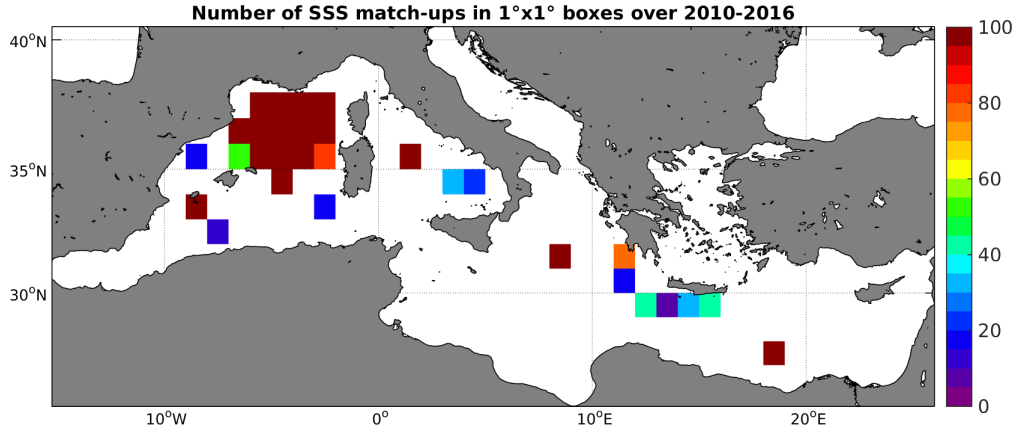 Number of SSS match-ups in 1°x1° boxes over 2010-2016
40°N
35°N
30°N
10°W
0°
10°E
20°E
100
80
60
40
20
0